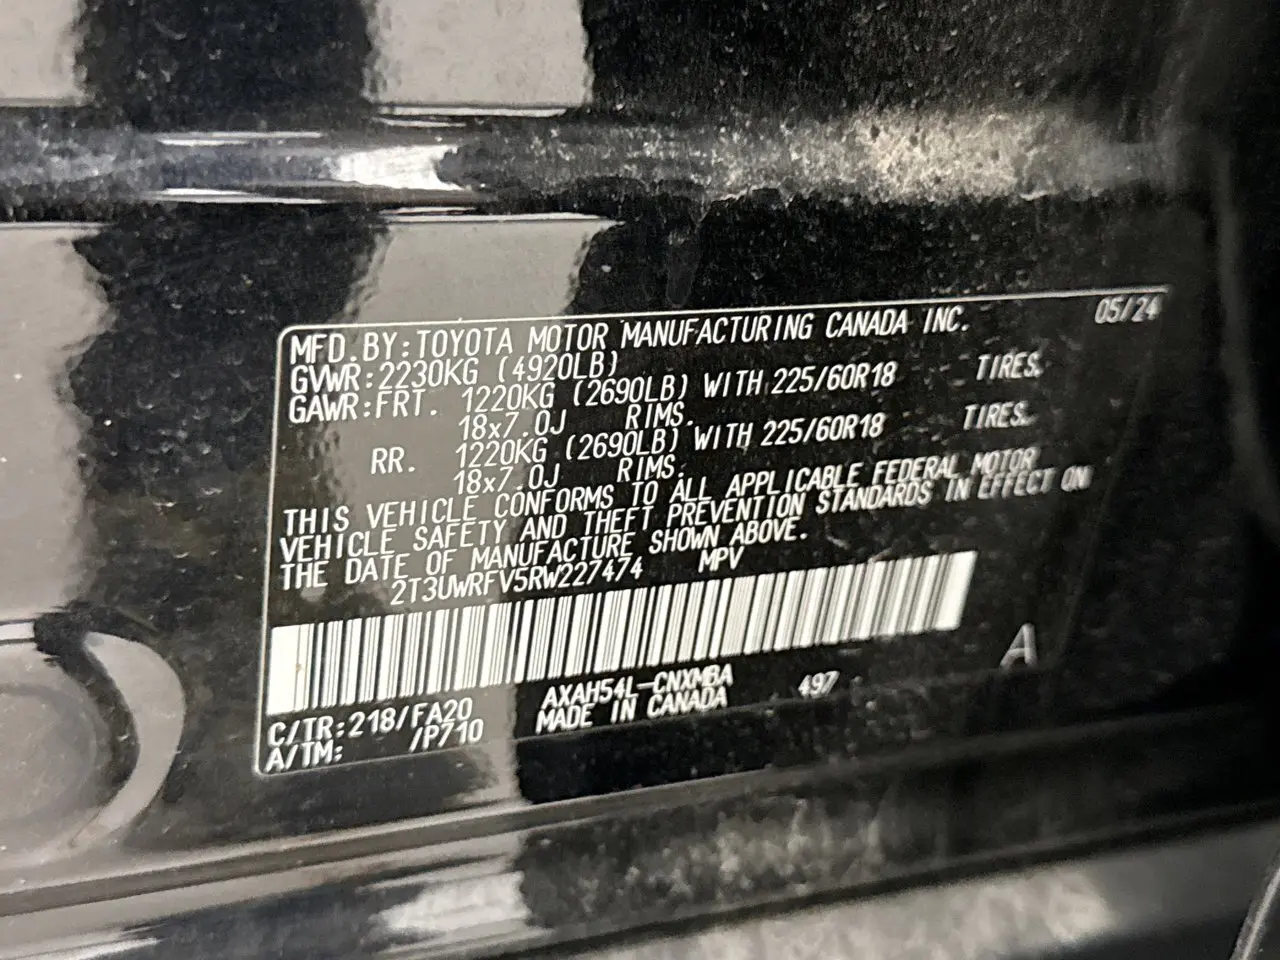 MFD.BY:TOYOTA MOTOR MANUFACTURING CANADA INC. 05/24
GVWR:2230KG (4920LB)
GAWR:FRT. 1220KG (2690LB) WITH 225/60R18 TIRES.
18x7.0J RIMS.
RR. 1220KG (2690LB) WITH 225/60R18 TIRES.
18x7.0J RIMS.
THIS VEHICLE CONFORMS TO ALL APPLICABLE FEDERAL MOTOR
VEHICLE SAFETY AND THEFT PREVENTION STANDARDS IN EFFECT ON
THE DATE OF MANUFACTURE SHOWN ABOVE.
2T3UWRFV5RW227474 MPV
A
C/TR:218/FA20 AXAH54L-CNXMBA 497
A/TM: /P710 MADE IN CANADA